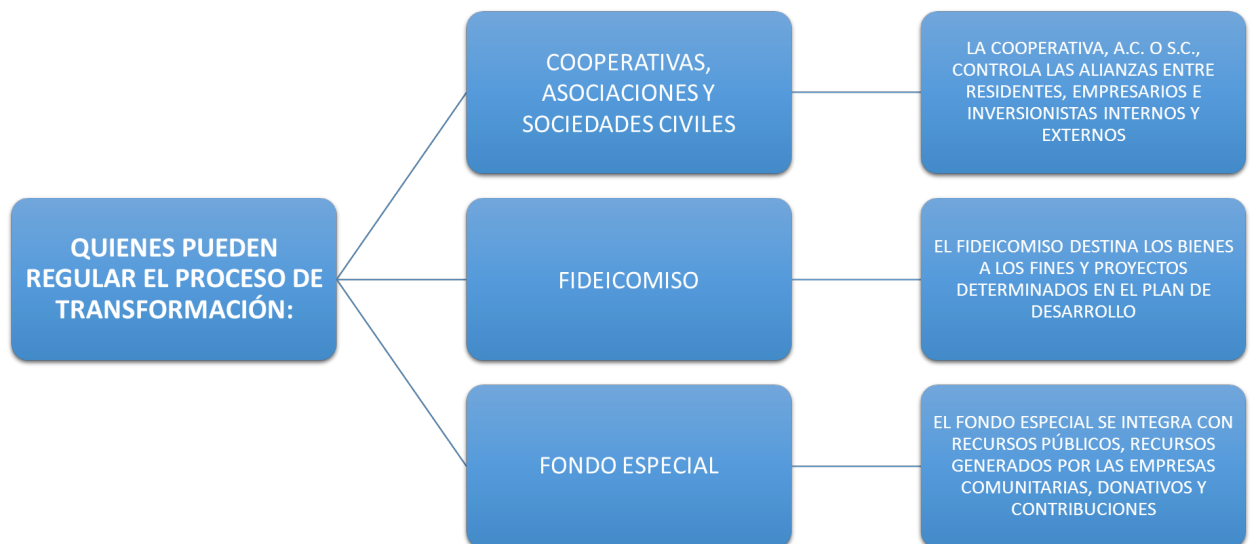 QUIENES PUEDEN
REGULAR EL PROCESO DE
TRANSFORMACIÓN:
COOPERATIVAS,
ASOCIACIONES Y
SOCIEDADES CIVILES
LA COOPERATIVA, A.C. O S.C.,
CONTROLA LAS ALIANZAS ENTRE
RESIDENTES, EMPRESARIOS E
INVERSIONISTAS INTERNOS Y
EXTERNOS
FIDEICOMISO
EL FIDEICOMISO DESTINA LOS BIENES
A LOS FINES Y PROYECTOS
DETERMINADOS EN EL PLAN DE
DESARROLLO
FONDO ESPECIAL
EL FONDO ESPECIAL SE INTEGRA CON
RECURSOS PÚBLICOS, RECURSOS
GENERADOS POR LAS EMPRESAS
COMUNITARIAS, DONATIVOS Y
CONTRIBUCIONES